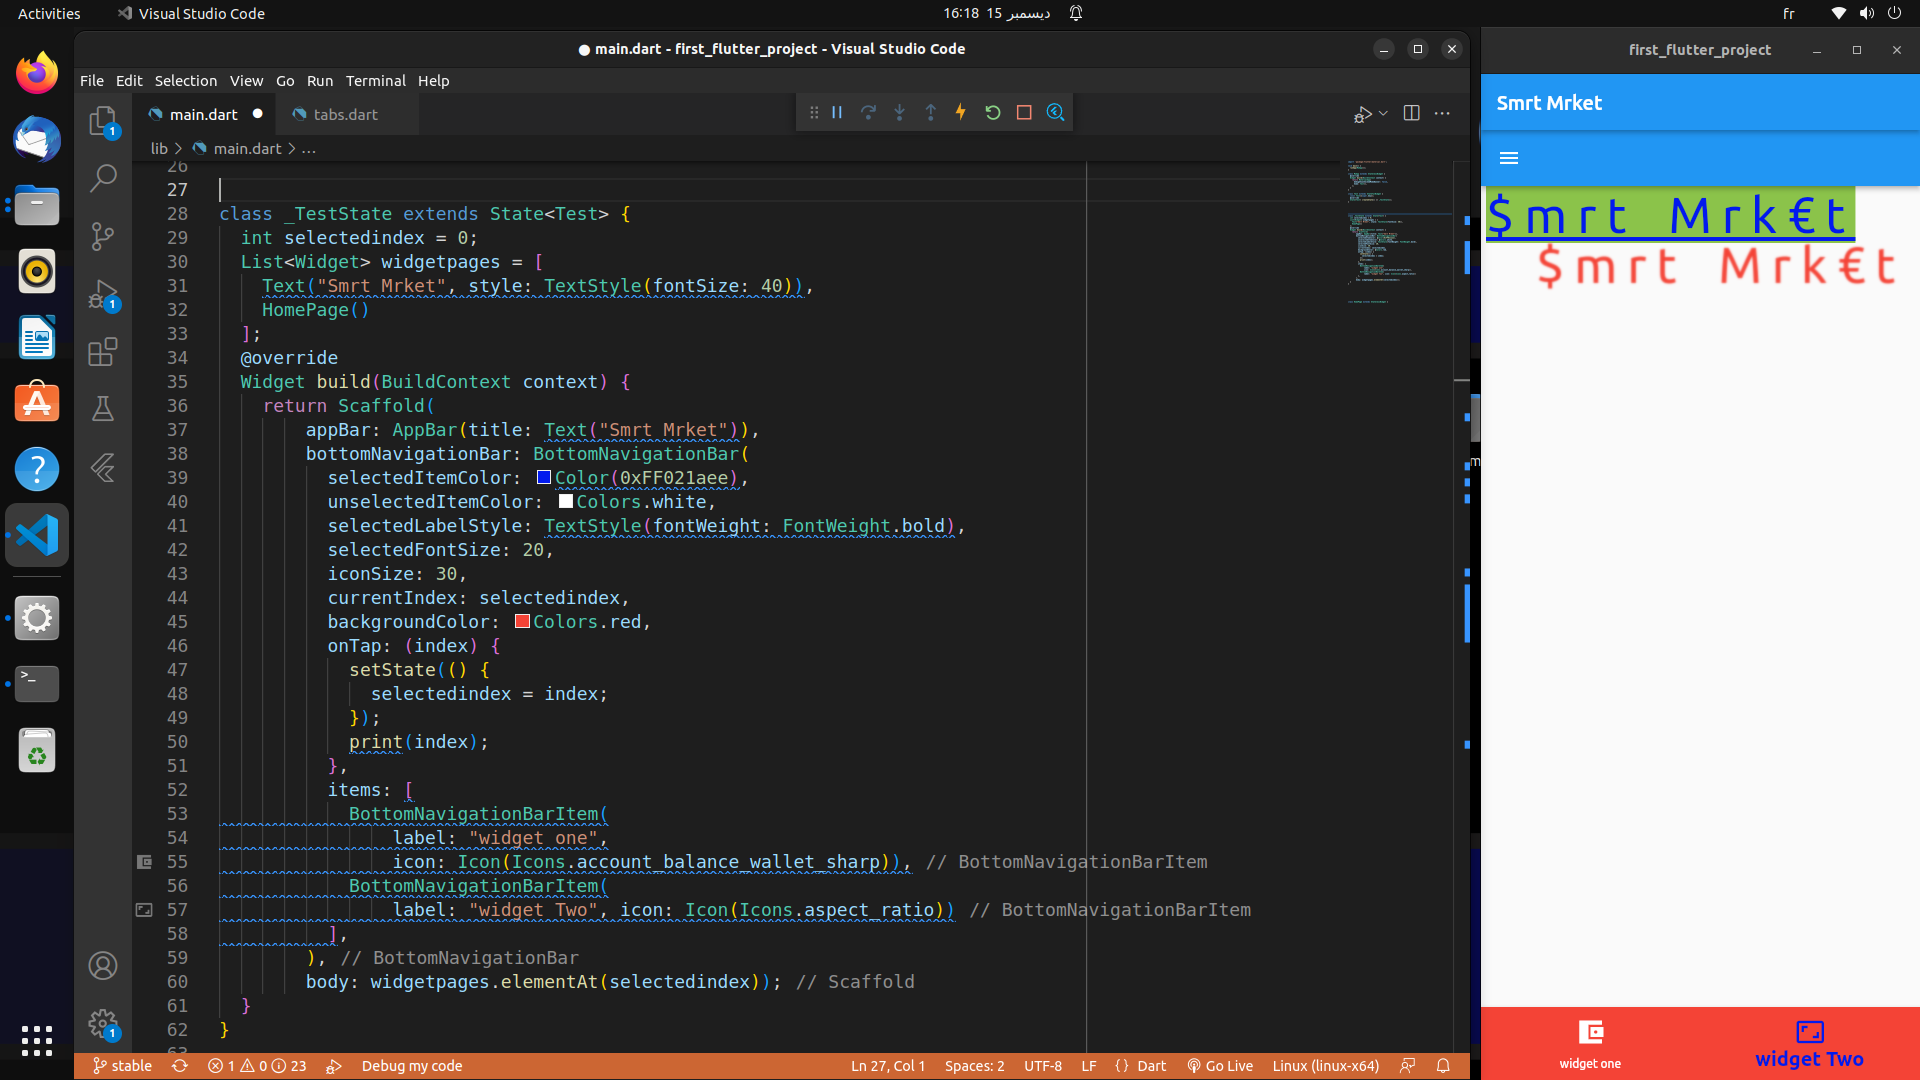 Activities
Visual Studio Code
16:18 15 ديسمبر
fr
● main.dart - first_flutter_project - Visual Studio Code
File Edit Selection View Go Run Terminal Help
main.dart
tabs.dart
lib > main.dart > ...
26
27
28 class _TestState extends State<Test> {
29 int selectedindex = 0;
30 List<Widget> widgetpages = [
31 Text("Smrt Mrket", style: TextStyle(fontSize: 40)),
32 HomePage()
33 ];
34 @override
35 Widget build(BuildContext context) {
36 return Scaffold(
37 appBar: AppBar(title: Text("Smrt Mrket")),
38 bottomNavigationBar: BottomNavigationBar(
39 selectedItemColor: Color(0xFF021aee),
40 unselectedItemColor: Colors.white,
41 selectedLabelStyle: TextStyle(fontWeight: FontWeight.bold),
42 selectedFontSize: 20,
43 iconSize: 30,
44 currentIndex: selectedindex,
45 backgroundColor: Colors.red,
46 onTap: (index) {
47 setState(() {
48 selectedindex = index;
49 });
50 print(index);
51 },
52 items: [
53 BottomNavigationBarItem(
54 label: "widget one",
55 icon: Icon(Icons.account_balance_wallet_sharp)), // BottomNavigationBarItem
56 BottomNavigationBarItem(
57 label: "widget Two", icon: Icon(Icons.aspect_ratio)) // BottomNavigationBarItem
58 ],
59 ), // BottomNavigationBar
60 body: widgetpages.elementAt(selectedindex)); // Scaffold
61 }
62 }
63
1
1
1
stable
1 0 23
Debug my code
Ln 27, Col 1
Spaces: 2
UTF-8
LF
{} Dart
Go Live
Linux (linux-x64)
first_flutter_project
Smrt Mrket
$mrt Mrk€t
$mrt Mrk€t
widget one
widget Two